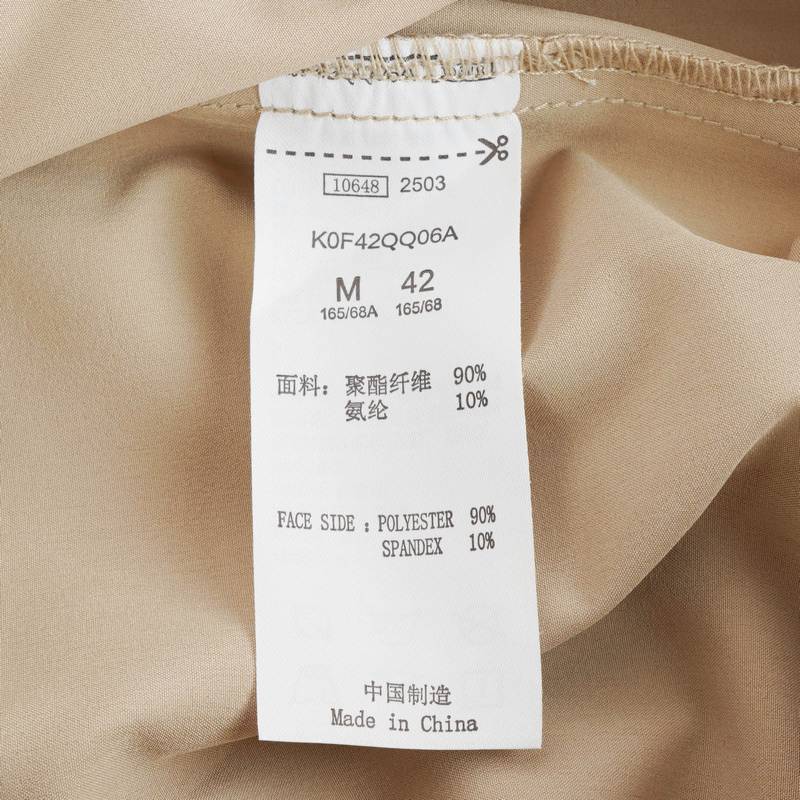 10648 2503
K0F42QQ06A
M 42
165/68A 165/68
面料：聚酯纤维 90%
氨纶 10%
FACE SIDE : POLYESTER 90%
SPANDEX 10%
中国制造
Made in China